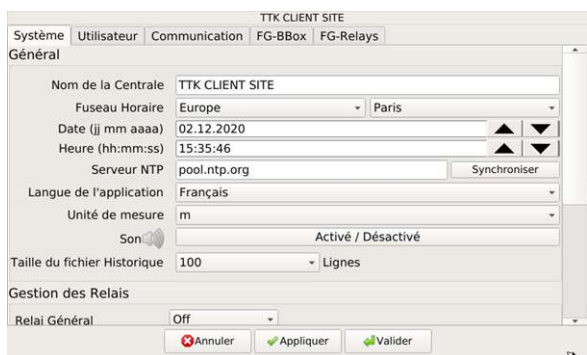 TTK CLIENT SITE
Système Utilisateur Communication FG-BBox FG-Relays
Général
Nom de la Centrale TTK CLIENT SITE
Fuseau Horaire Europe Paris
Date (jj mm aaaa) 02.12.2020
Heure (hh:mm:ss) 15:35:46
Serveur NTP pool.ntp.org Synchroniser
Langue de l'application Français
Unité de mesure m
Son Activé / Désactivé
Taille du fichier Historique 100 Lignes
Gestion des Relais
Relai Général Off
Annuler Appliquer Valider